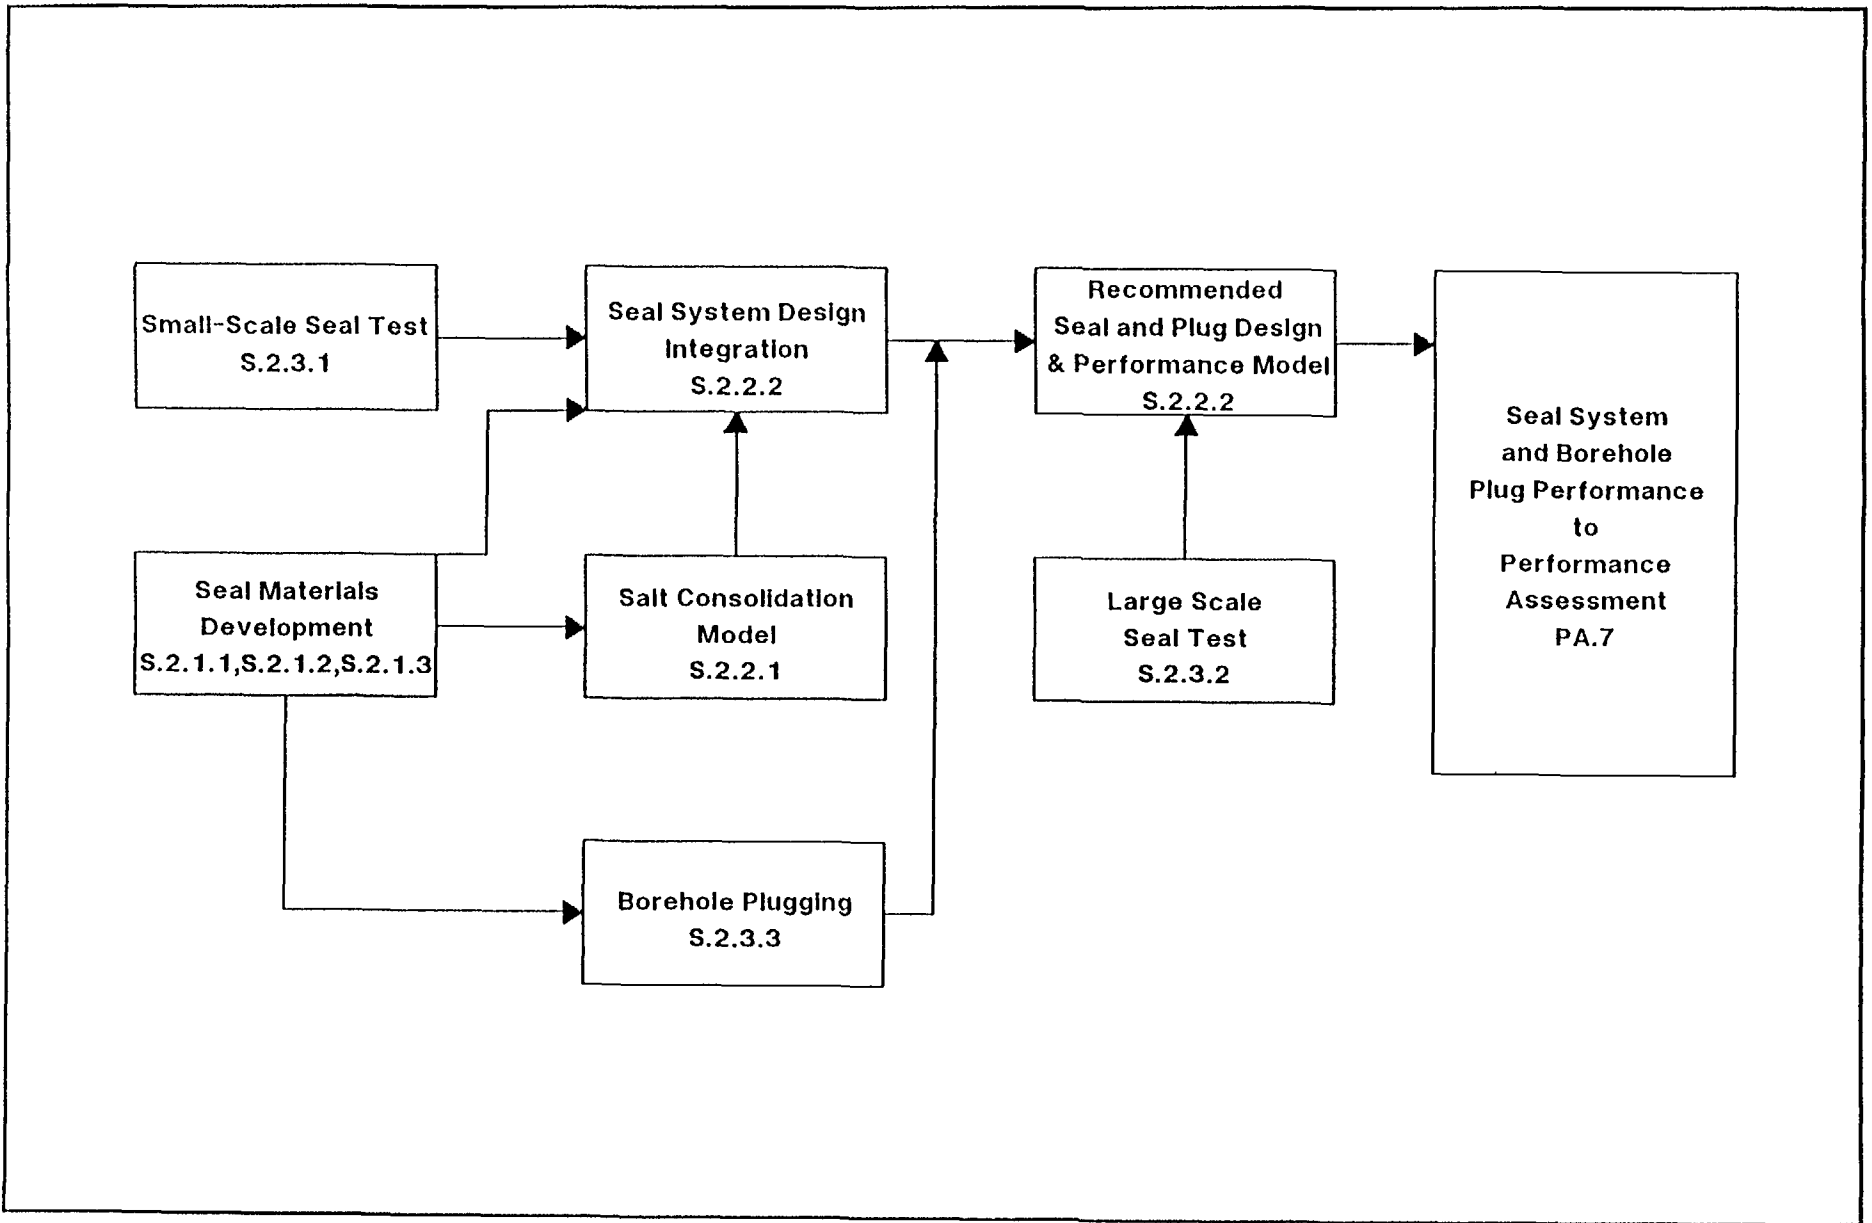 Small-Scale Seal Test
S.2.3.1
Seal System Design
Integration
S.2.2.2
Recommended
Seal and Plug Design
& Performance Model
S.2.2.2
Seal System
and Borehole
Plug Performance
to
Performance
Assessment
PA.7
Seal Materials
Development
S.2.1.1,S.2.1.2,S.2.1.3
Salt Consolidation
Model
S.2.2.1
Large Scale
Seal Test
S.2.3.2
Borehole Plugging
S.2.3.3